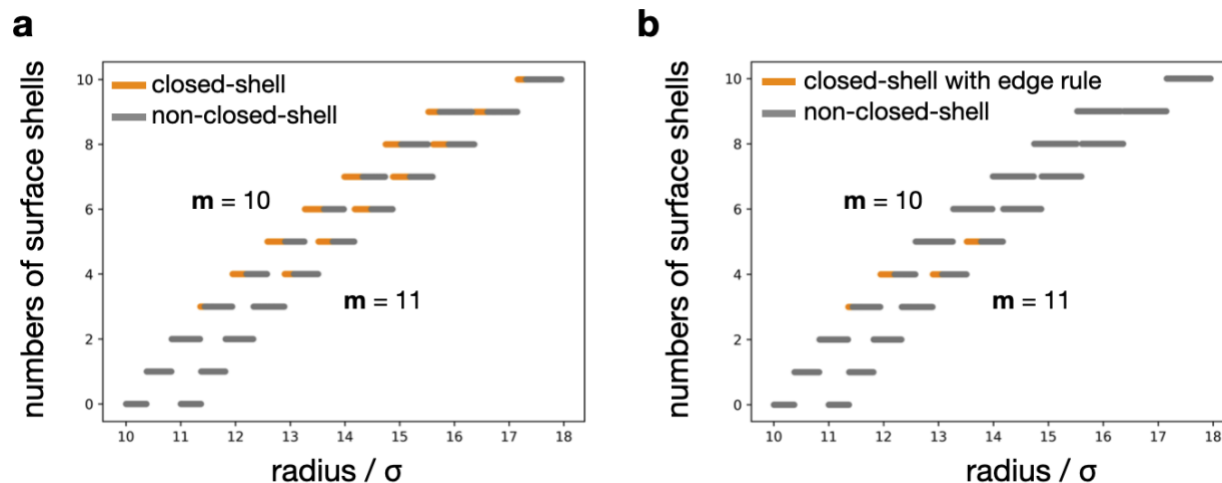 a
numbers of surface shells
10
8
6
4
2
0
closed-shell
non-closed-shell
m = 10
m = 11
10 11 12 13 14 15 16 17 18
radius / σ
b
numbers of surface shells
10
8
6
4
2
0
closed-shell with edge rule
non-closed-shell
m = 10
m = 11
10 11 12 13 14 15 16 17 18
radius / σ